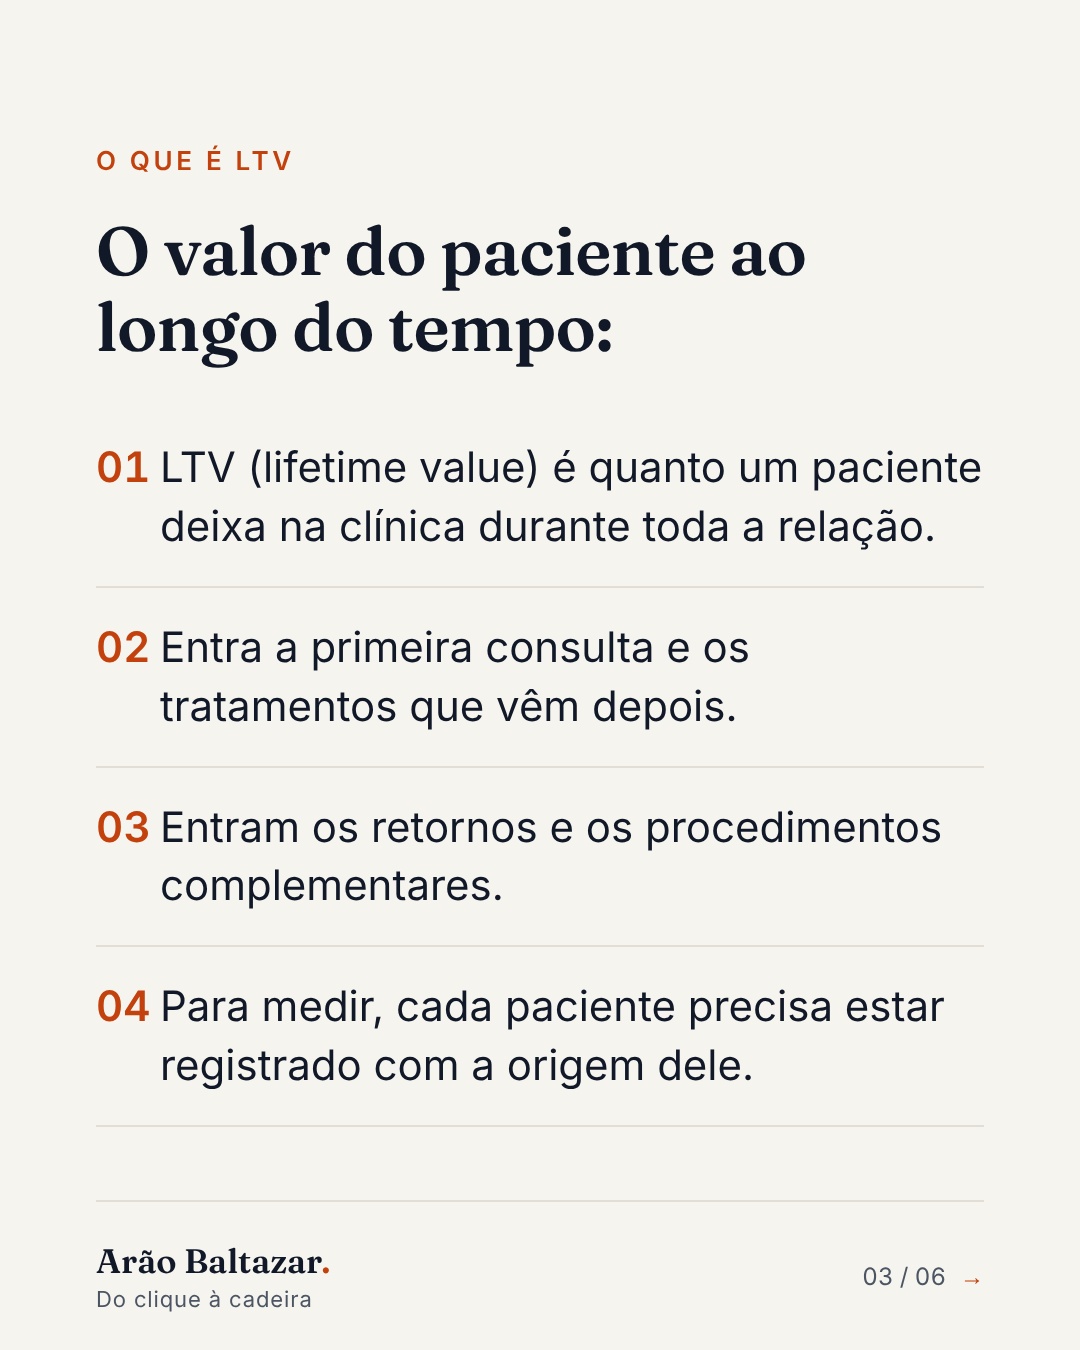 O QUE É LTV
O valor do paciente ao
longo do tempo:
01 LTV (lifetime value) é quanto um paciente
deixa na clínica durante toda a relação.
02 Entra a primeira consulta e os
tratamentos que vêm depois.
03 Entram os retornos e os procedimentos
complementares.
04 Para medir, cada paciente precisa estar
registrado com a origem dele.
Arão Baltazar.
Do clique à cadeira
03 / 06 →